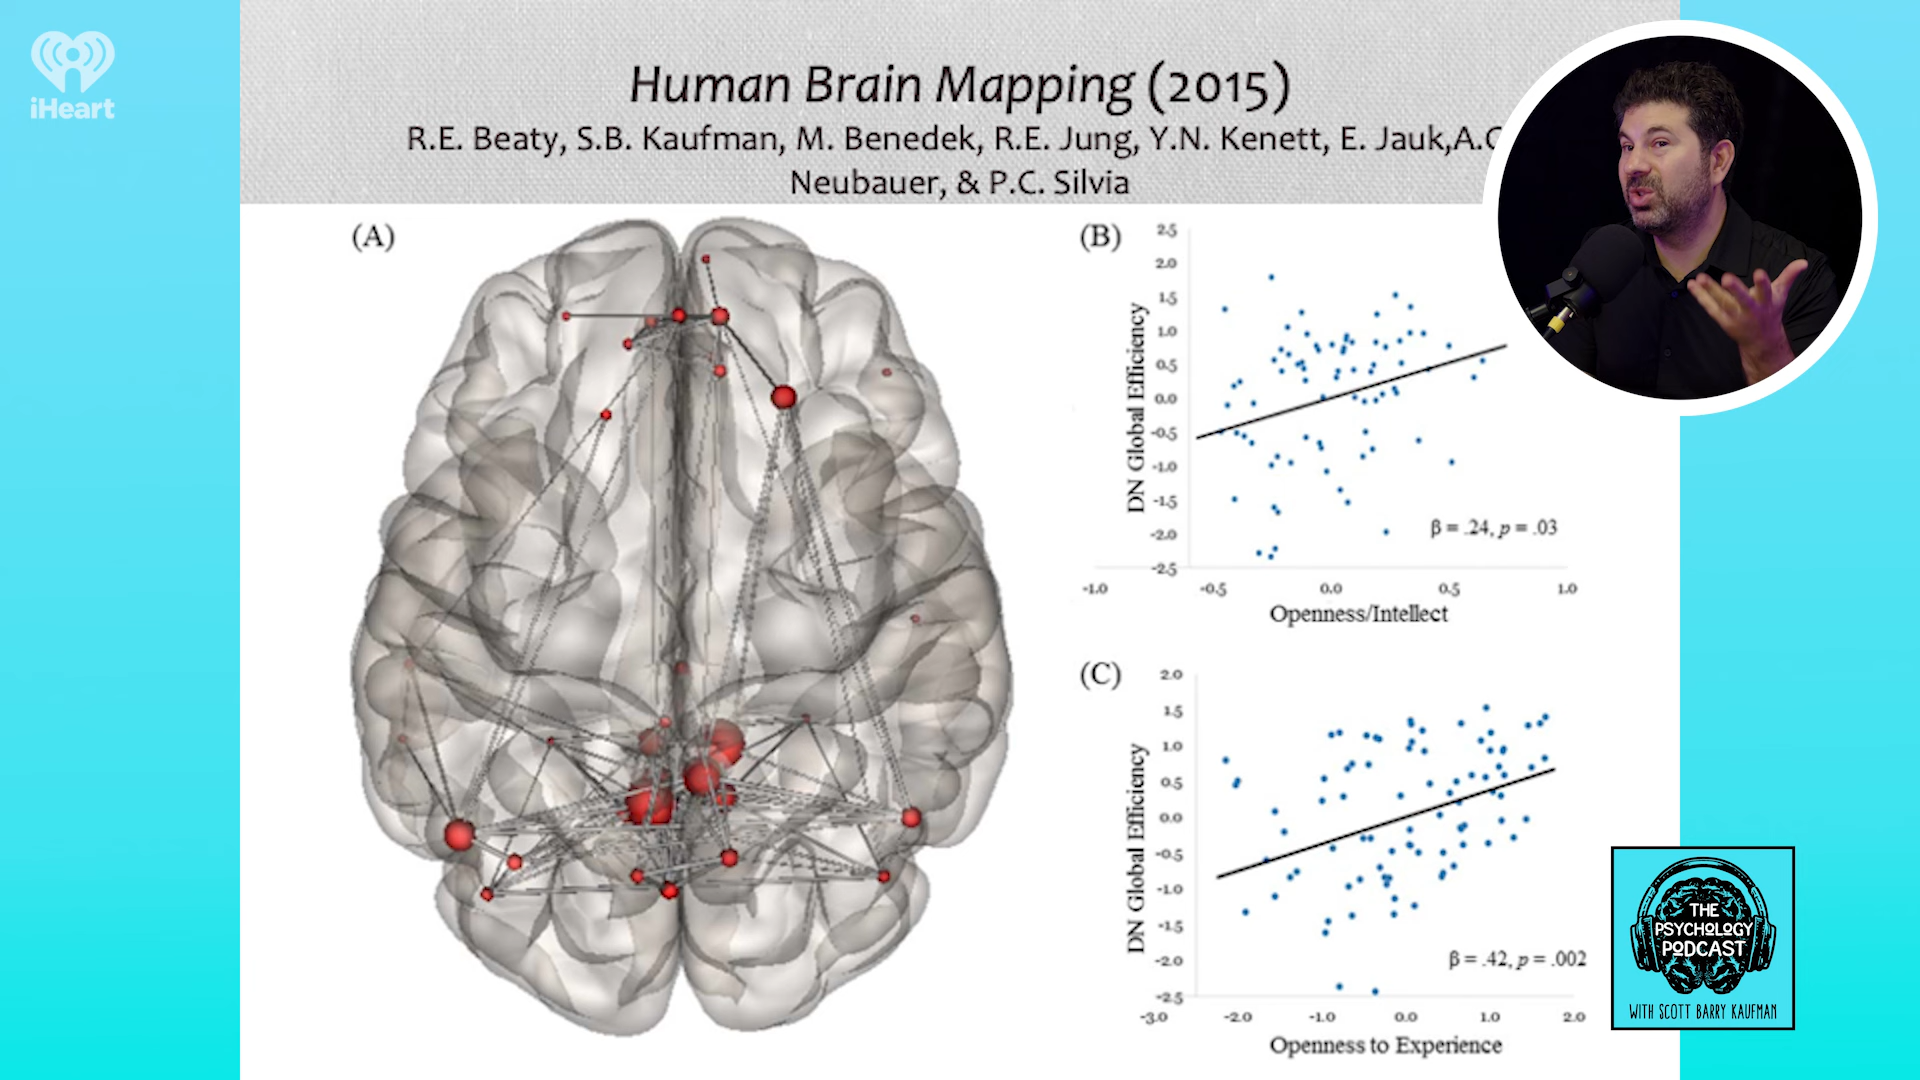 iHeart
Human Brain Mapping (2015)
R.E. Beaty, S.B. Kaufman, M. Benedek, R.E. Jung, Y.N. Kenett, E. Jauk,A.
Neubauer, & P.C. Silvia
(A)
(B)
2.5
2.0
1.5
1.0
0.5
0.0
-0.5
-1.0
-1.5
-2.0
-2.5
DN Global Efficiency
β = .24, p = .03
-1.0 -0.5 0.0 0.5 1.0
Openness/Intellect
(C)
2.0
1.5
1.0
0.5
0.0
-0.5
-1.0
-1.5
-2.0
-2.5
DN Global Efficiency
β = .42, p = .002
-3.0 -2.0 -1.0 0.0 1.0 2.0
Openness to Experience
THE
PSYCHOLOGY
PODCAST
WITH SCOTT BARRY KAUFMAN